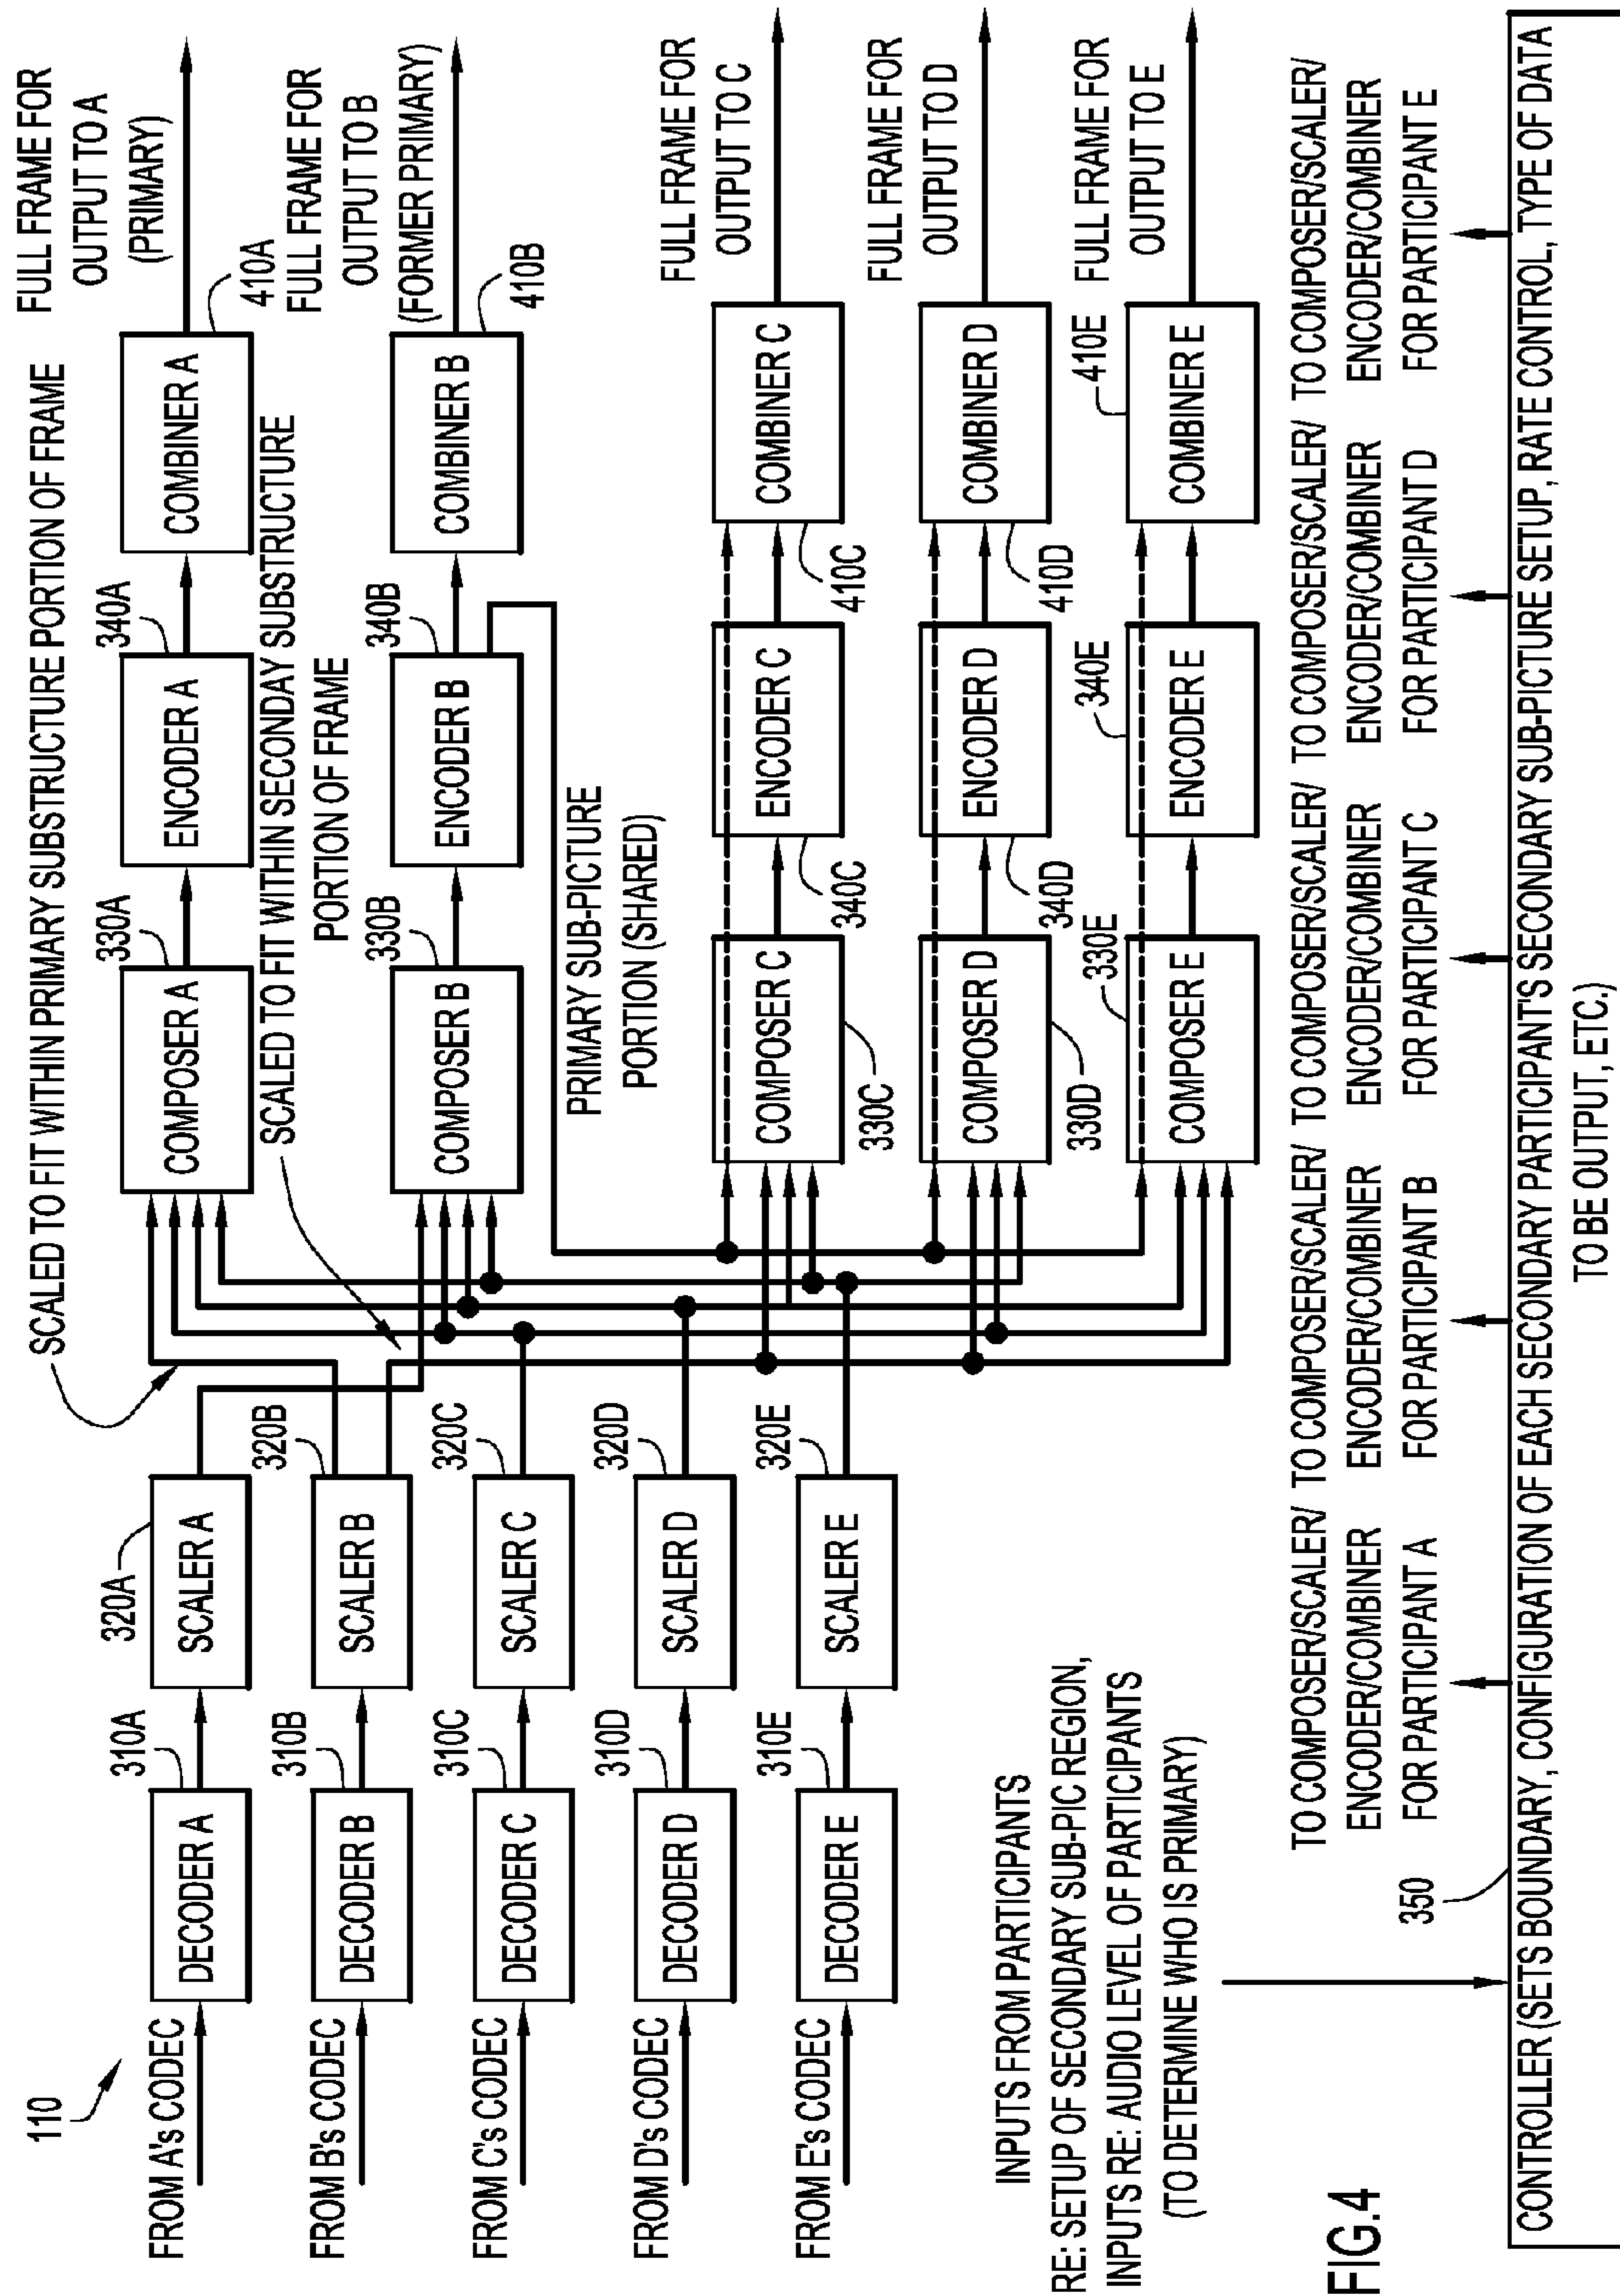 110
FROM A's CODEC
FROM B's CODEC
FROM C's CODEC
FROM D's CODEC
FROM E's CODEC
310A
DECODER A
310B
DECODER B
310C
DECODER C
310D
DECODER D
310E
DECODER E
320A
SCALER A
320B
SCALER B
320C
SCALER C
320D
SCALER D
320E
SCALER E
SCALED TO FIT WITHIN PRIMARY SUBSTRUCTURE PORTION OF FRAME
330A
COMPOSER A
340A
ENCODER A
COMBINER A
410A
FULL FRAME FOR
OUTPUT TO A
(PRIMARY)
SCALED TO FIT WITHIN SECONDAY SUBSTRUCTURE
PORTION OF FRAME
330B
COMPOSER B
340B
ENCODER B
COMBINER B
410B
FULL FRAME FOR
OUTPUT TO B
(FORMER PRIMARY)
PRIMARY SUB-PICTURE
PORTION (SHARED)
COMPOSER C
330C
ENCODER C
340C
COMBINER C
410C
FULL FRAME FOR
OUTPUT TO C
COMPOSER D
330D
ENCODER D
340D
COMBINER D
410D
FULL FRAME FOR
OUTPUT TO D
330E
COMPOSER E
340E
ENCODER E
410E
COMBINER E
FULL FRAME FOR
OUTPUT TO E
INPUTS FROM PARTICIPANTS
RE: SETUP OF SECONDARY SUB-PIC REGION,
INPUTS RE: AUDIO LEVEL OF PARTICIPANTS
(TO DETERMINE WHO IS PRIMARY)
TO COMPOSER/SCALER/
ENCODER/COMBINER
FOR PARTICIPANT A
TO COMPOSER/SCALER/
ENCODER/COMBINER
FOR PARTICIPANT B
TO COMPOSER/SCALER/
ENCODER/COMBINER
FOR PARTICIPANT C
TO COMPOSER/SCALER/
ENCODER/COMBINER
FOR PARTICIPANT D
TO COMPOSER/SCALER/
ENCODER/COMBINER
FOR PARTICIPANT E
350
CONTROLLER (SETS BOUNDARY, CONFIGURATION OF EACH SECONDARY PARTICIPANT'S SECONDARY SUB-PICTURE SETUP, RATE CONTROL, TYPE OF DATA
TO BE OUTPUT, ETC.)
FIG.4